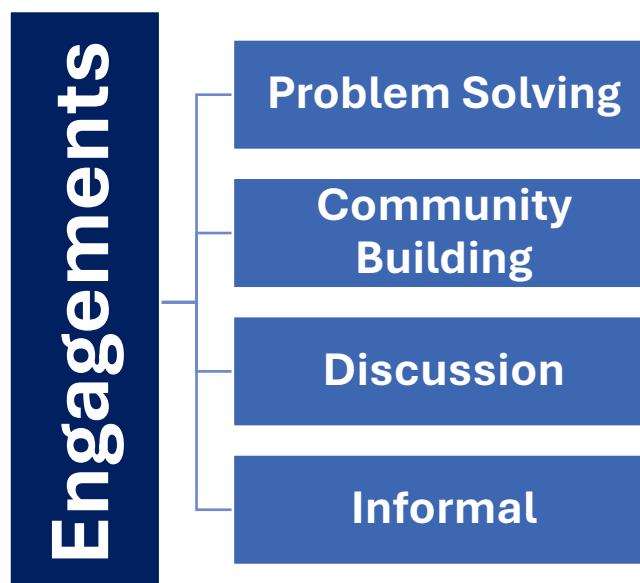 Engagements
Problem Solving
Community
Building
Discussion
Informal